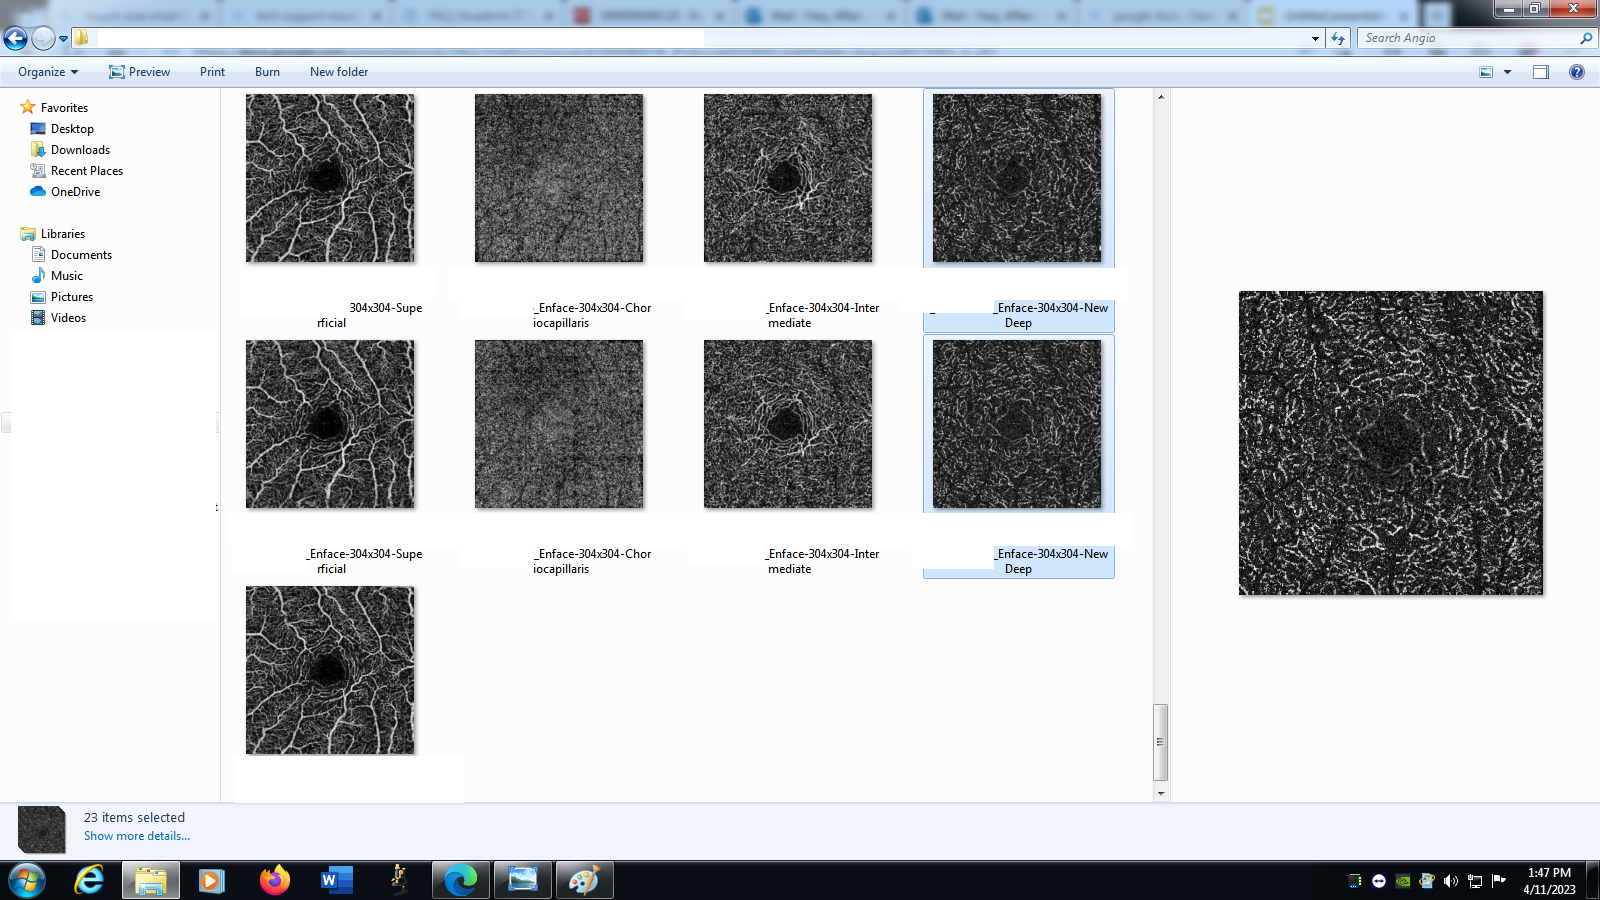 Search Angio
Organize
Preview
Print
Burn
New folder
Favorites
Desktop
Downloads
Recent Places
OneDrive
Libraries
Documents
Music
Pictures
Videos
304x304-Supe
rficial
_Enface-304x304-Chor
iocapillaris
_Enface-304x304-Inter
mediate
_Enface-304x304-New
Deep
_Enface-304x304-Supe
rficial
_Enface-304x304-Chor
iocapillaris
_Enface-304x304-Inter
mediate
_Enface-304x304-New
Deep
23 items selected
Show more details...
1:47 PM
4/11/2023